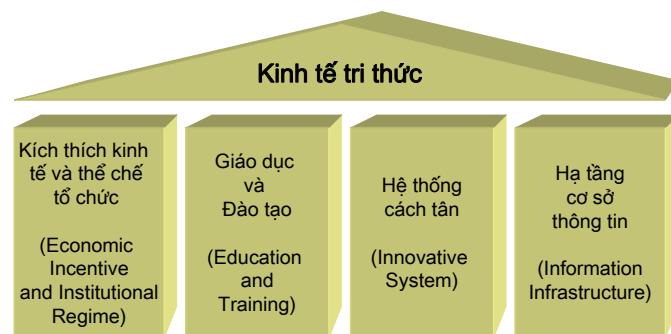 Kinh tế tri thức
Kích thích kinh
tế và thể chế
tổ chức
(Economic
Incentive
and Institutional
Regime)
Giáo dục
và
Đào tạo
(Education
and
Training)
Hệ thống
cách tân
(Innovative
System)
Hạ tầng
cơ sở
thông tin
(Information
Infrastructure)